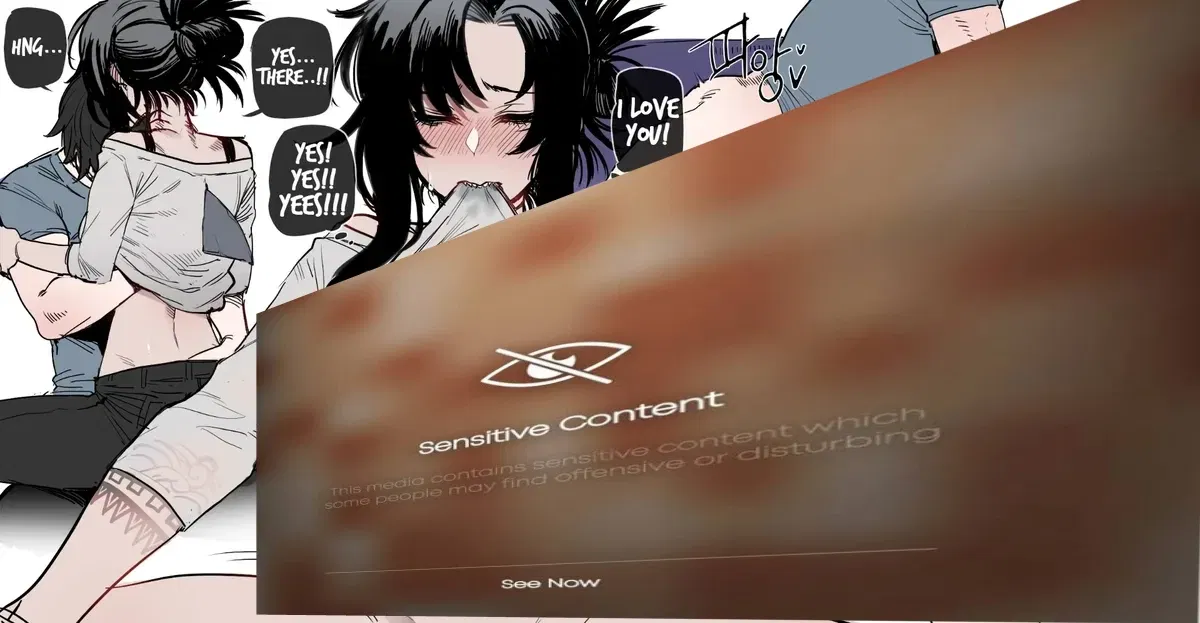 HNG...
YES...
THERE..!!
YES!
YES!!
YEES!!!
I LOVE
YOU!
Sensitive Content
This media contains sensitive content which
some people may find offensive or disturbing
See Now